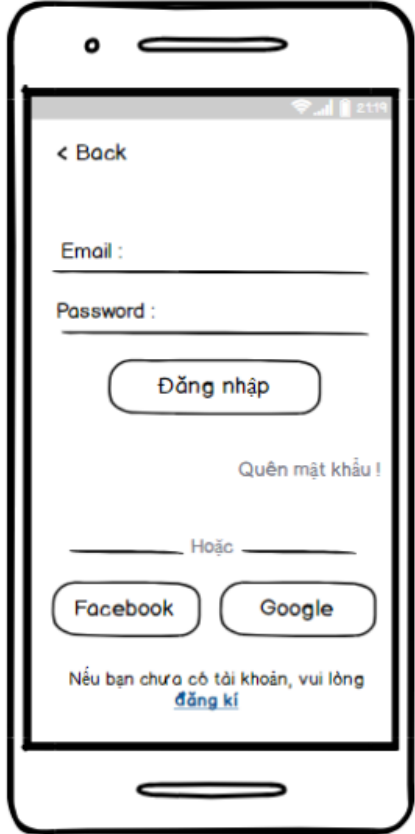 21:19
< Back
Email :
Password :
Đăng nhập
Quên mật khẩu !
Hoặc
Facebook
Google
Nếu bạn chưa có tài khoản, vui lòng
đăng kí